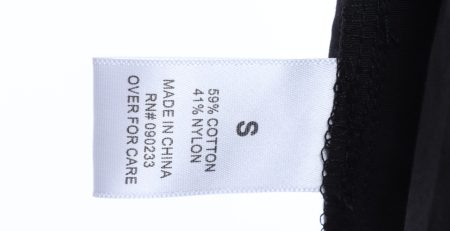 S
59% COTTON
41% NYLON
MADE IN CHINA
RN# 090233
OVER FOR CARE